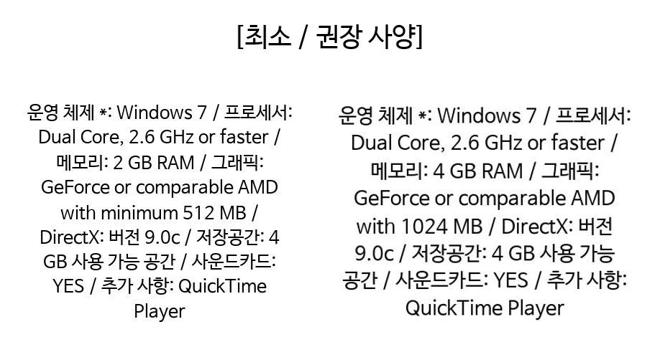 [최소 / 권장 사양]
운영 체제 *: Windows 7 / 프로세서:
Dual Core, 2.6 GHz or faster /
메모리: 2 GB RAM / 그래픽:
GeForce or comparable AMD
with minimum 512 MB /
DirectX: 버전 9.0c / 저장공간: 4
GB 사용 가능 공간 / 사운드카드:
YES / 추가 사항: QuickTime
Player
운영 체제 *: Windows 7 / 프로세서:
Dual Core, 2.6 GHz or faster /
메모리: 4 GB RAM / 그래픽:
GeForce or comparable AMD
with 1024 MB / DirectX: 버전
9.0c / 저장공간: 4 GB 사용 가능
공간 / 사운드카드: YES / 추가 사항:
QuickTime Player